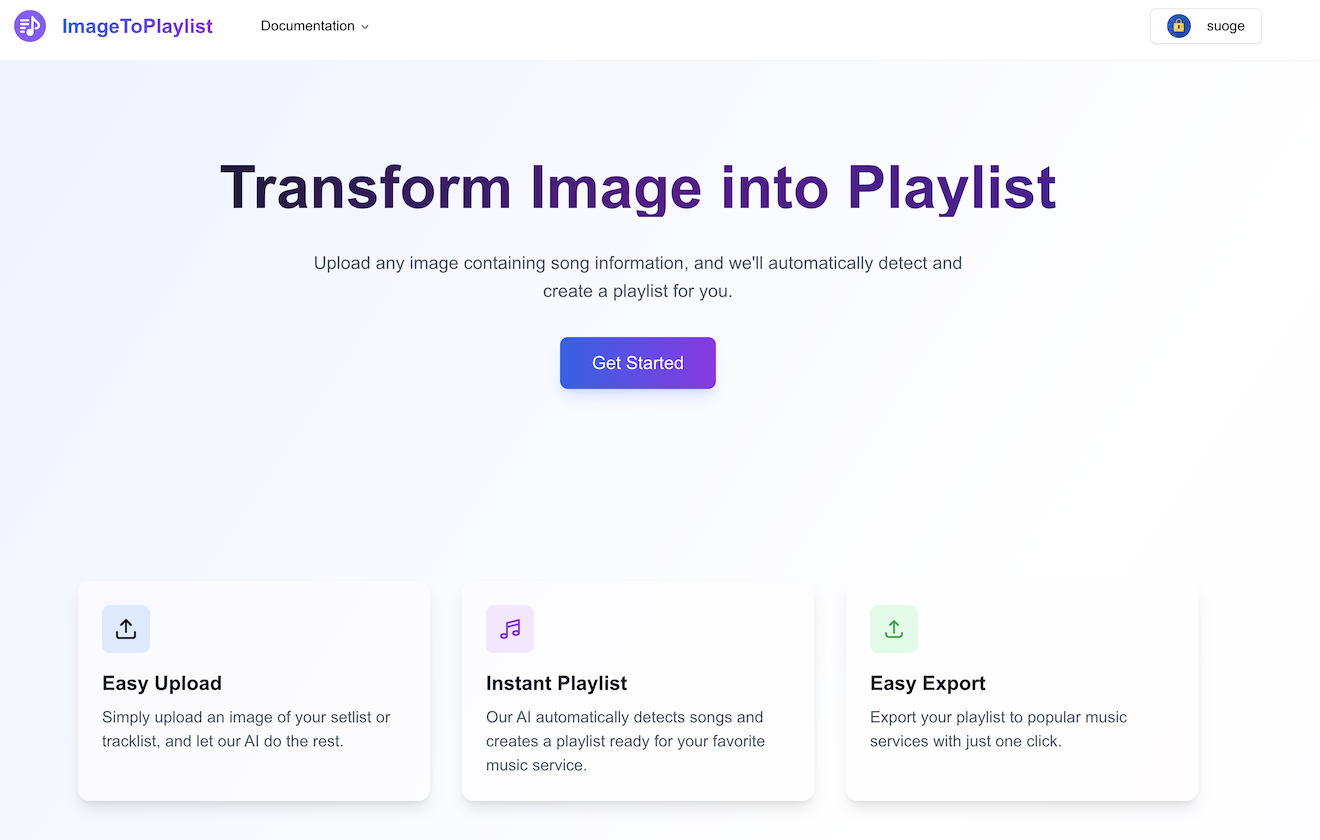 ImageToPlaylist
Documentation
suoge
Transform Image into Playlist
Upload any image containing song information, and we'll automatically detect and
create a playlist for you.
Get Started
Easy Upload
Simply upload an image of your setlist or
tracklist, and let our AI do the rest.
Instant Playlist
Our AI automatically detects songs and
creates a playlist ready for your favorite
music service.
Easy Export
Export your playlist to popular music
services with just one click.